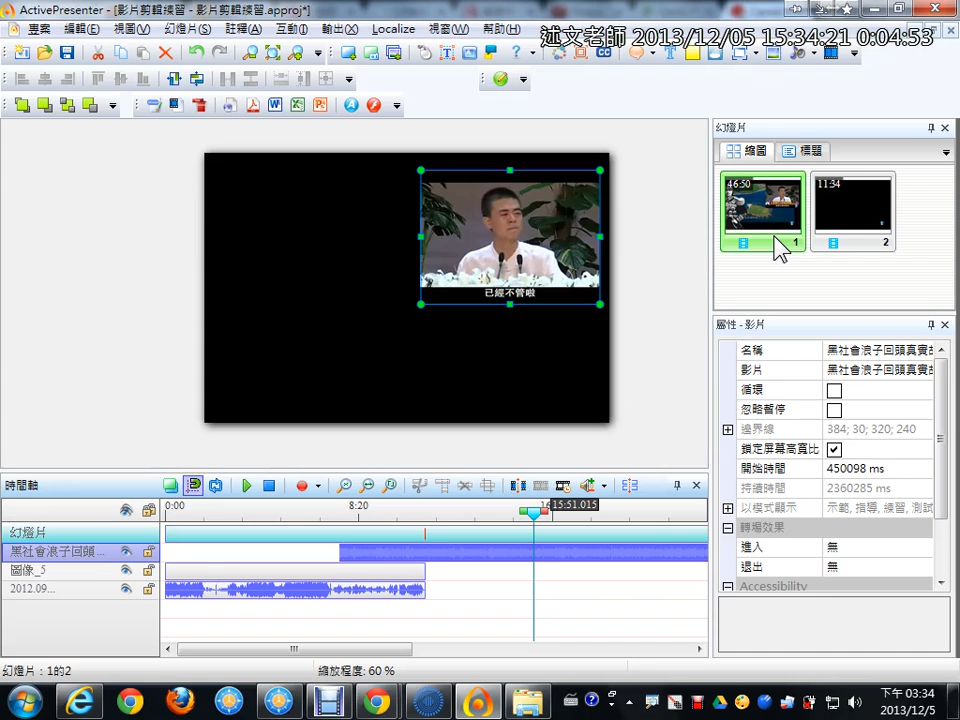 ActivePresenter - [影片剪輯練習 - 影片剪輯練習.approj*]
專案 編輯(E) 視圖(V) 幻燈片(S) 註釋(A) 互動(I) 輸出(X) Localize 視窗(W) 幫助(H)
述文老師 2013/12/05 15:34:21 0:04:53
幻燈片
縮圖 標題
46:50 11:34
1 2
已經不管啦
屬性 - 影片
名稱 黑社會浪子回頭真實故
影片 黑社會浪子回頭真實故
循環
忽略暫停
邊界線 384; 30; 320; 240
鎖定屏幕高寬比
開始時間 450098 ms
持續時間 2360285 ms
以模式顯示 示範, 指導, 練習, 測試
轉場效果
進入 無
退出 無
Accessibility
時間軸
0:00 8:20 15:51.015
幻燈片
黑社會浪子回頭...
圖像_5
2012.09...
幻燈片：1的2 縮放程度: 60 %
下午 03:34
2013/12/5